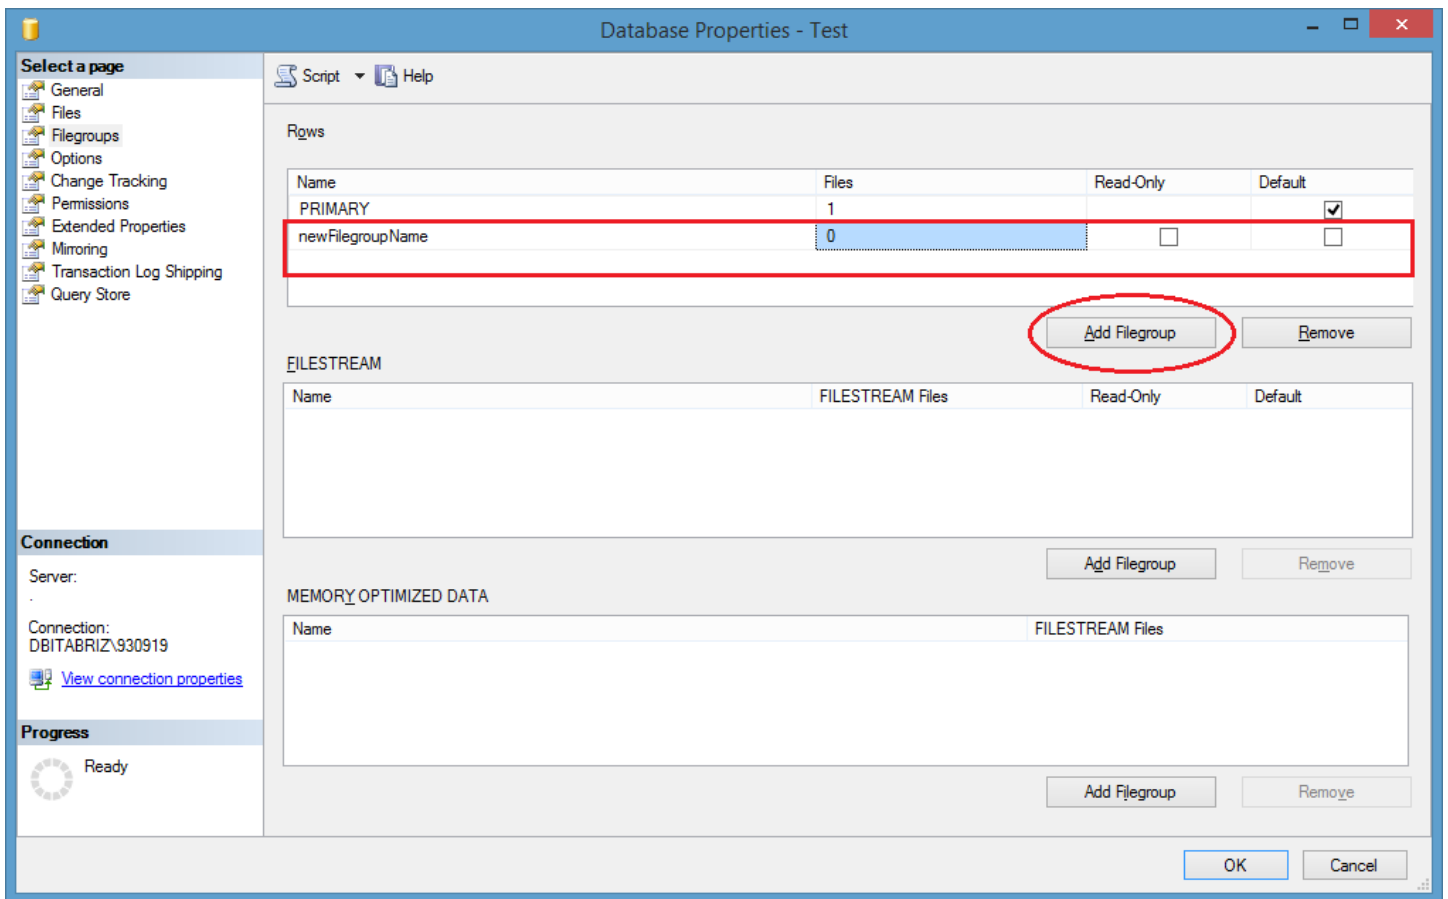 Database Properties - Test
Select a page
General
Files
Filegroups
Options
Change Tracking
Permissions
Extended Properties
Mirroring
Transaction Log Shipping
Query Store
Connection
Server:
.
Connection:
DBITABRIZ\930919
View connection properties
Progress
Ready
Script Help
Rows
Name Files Read-Only Default
PRIMARY 1
newFilegroupName 0
Add Filegroup Remove
FILESTREAM
Name FILESTREAM Files Read-Only Default
Add Filegroup Remove
MEMORY OPTIMIZED DATA
Name FILESTREAM Files
Add Filegroup Remove
OK Cancel